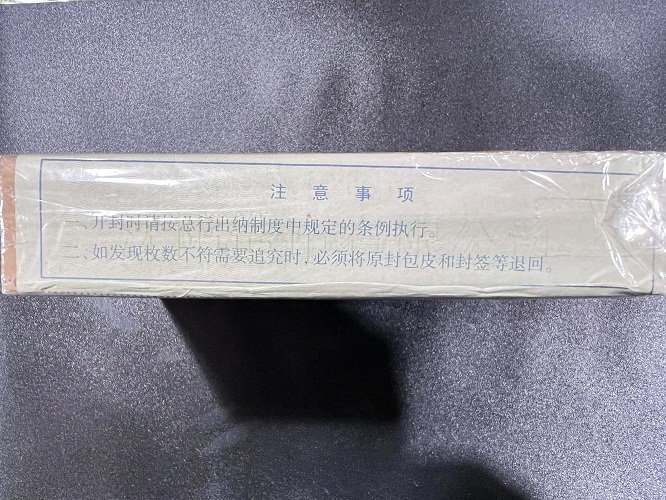 注意事项
一、开封时请按总行出纳制度中规定的条例执行。
二、如发现枚数不符需要追究时，必须将原封包皮和封签等退回。